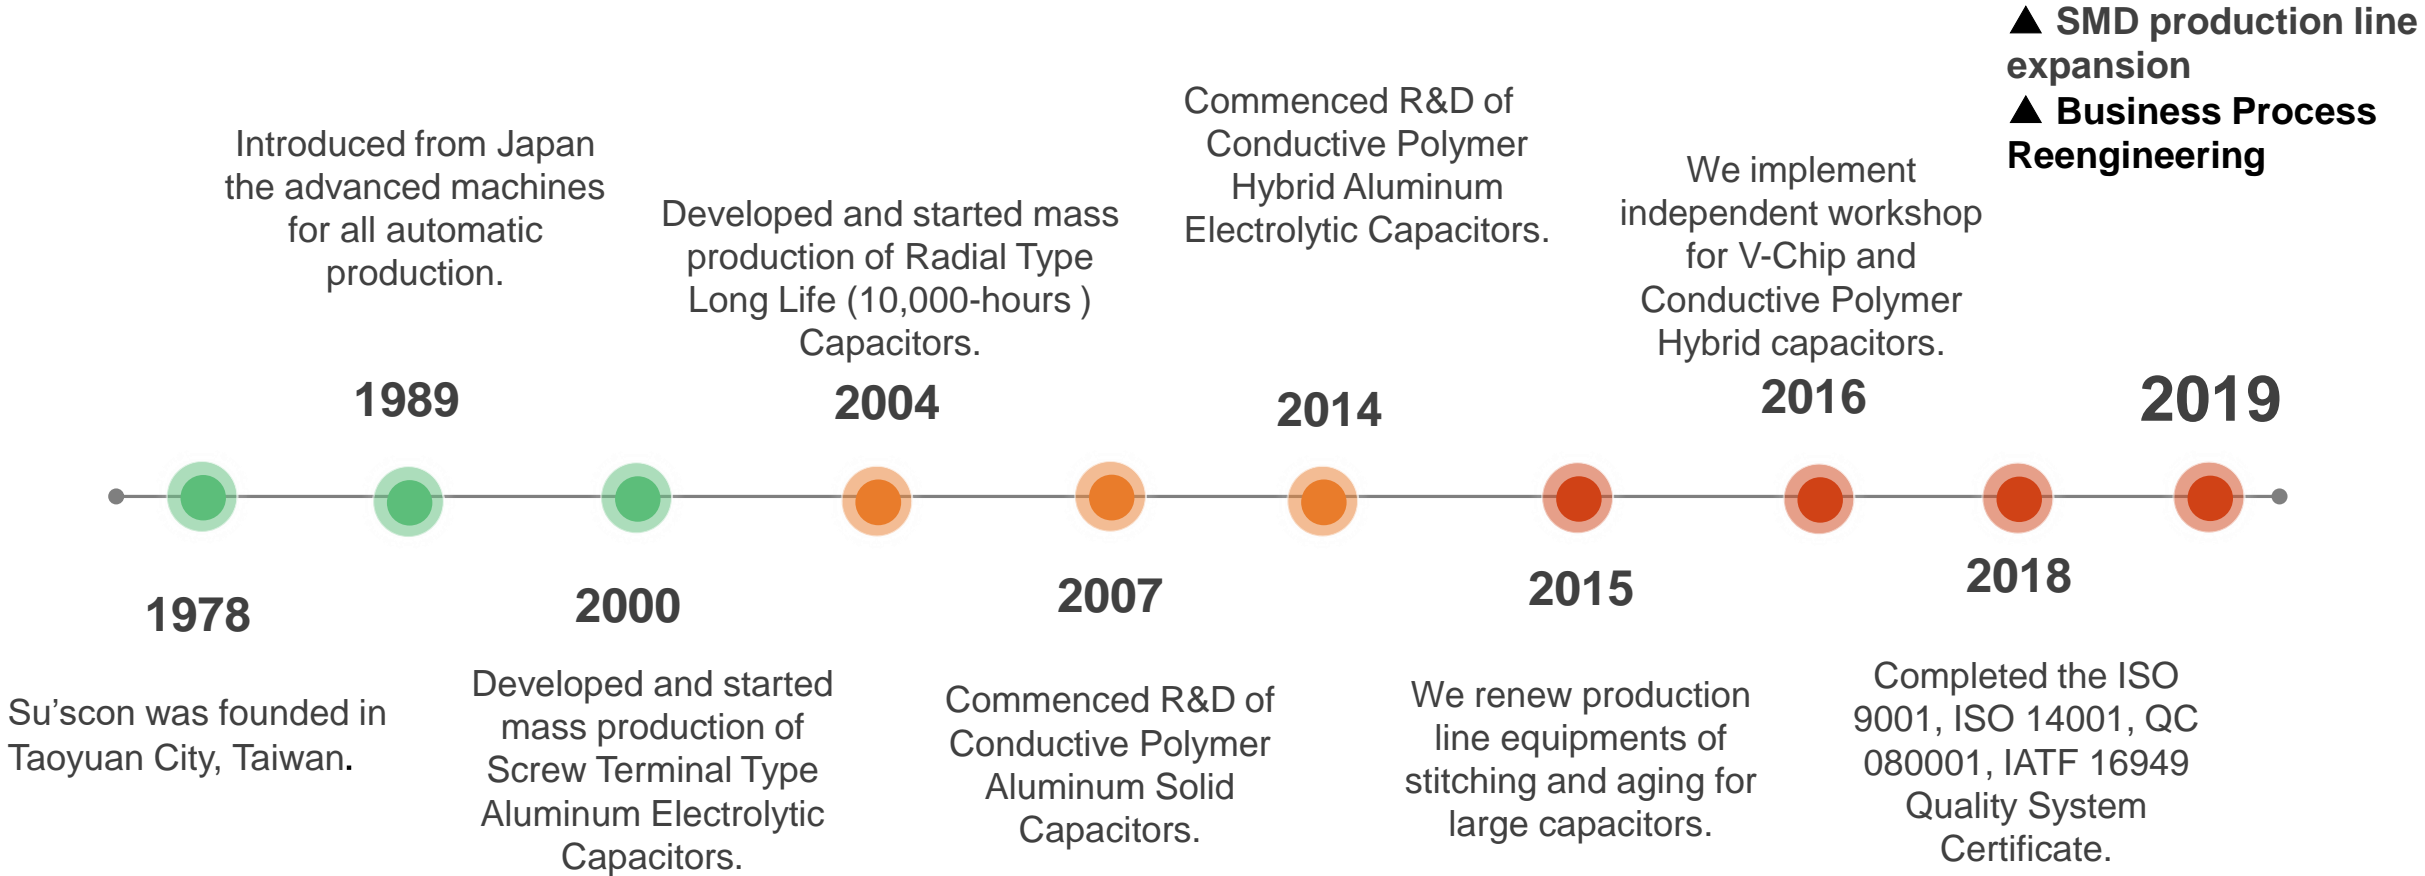 1978
Su’scon was founded in
Taoyuan City, Taiwan.
Introduced from Japan
the advanced machines
for all automatic
production.
1989
2000
Developed and started
mass production of
Screw Terminal Type
Aluminum Electrolytic
Capacitors.
Developed and started mass
production of Radial Type
Long Life (10,000-hours )
Capacitors.
2004
2007
Commenced R&D of
Conductive Polymer
Aluminum Solid
Capacitors.
Commenced R&D of
Conductive Polymer
Hybrid Aluminum
Electrolytic Capacitors.
2014
2015
We renew production
line equipments of
stitching and aging for
large capacitors.
We implement
independent workshop
for V-Chip and
Conductive Polymer
Hybrid capacitors.
2016
2018
Completed the ISO
9001, ISO 14001, QC
080001, IATF 16949
Quality System
Certificate.
▲ SMD production line
expansion
▲ Business Process
Reengineering
2019